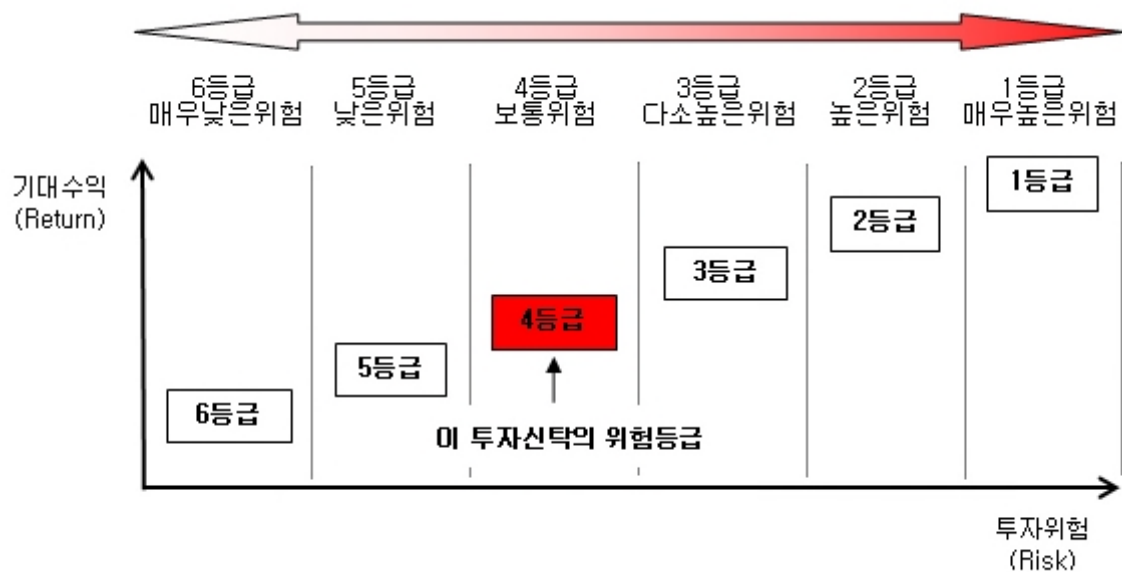 6등급 5등급 4등급 3등급 2등급 1등급
매우낮은위험 낮은위험 보통위험 다소높은위험 높은위험 매우높은위험
기대수익
(Return)
1등급
2등급
3등급
4등급
5등급
6등급
이 투자신탁의 위험등급
투자위험
(Risk)